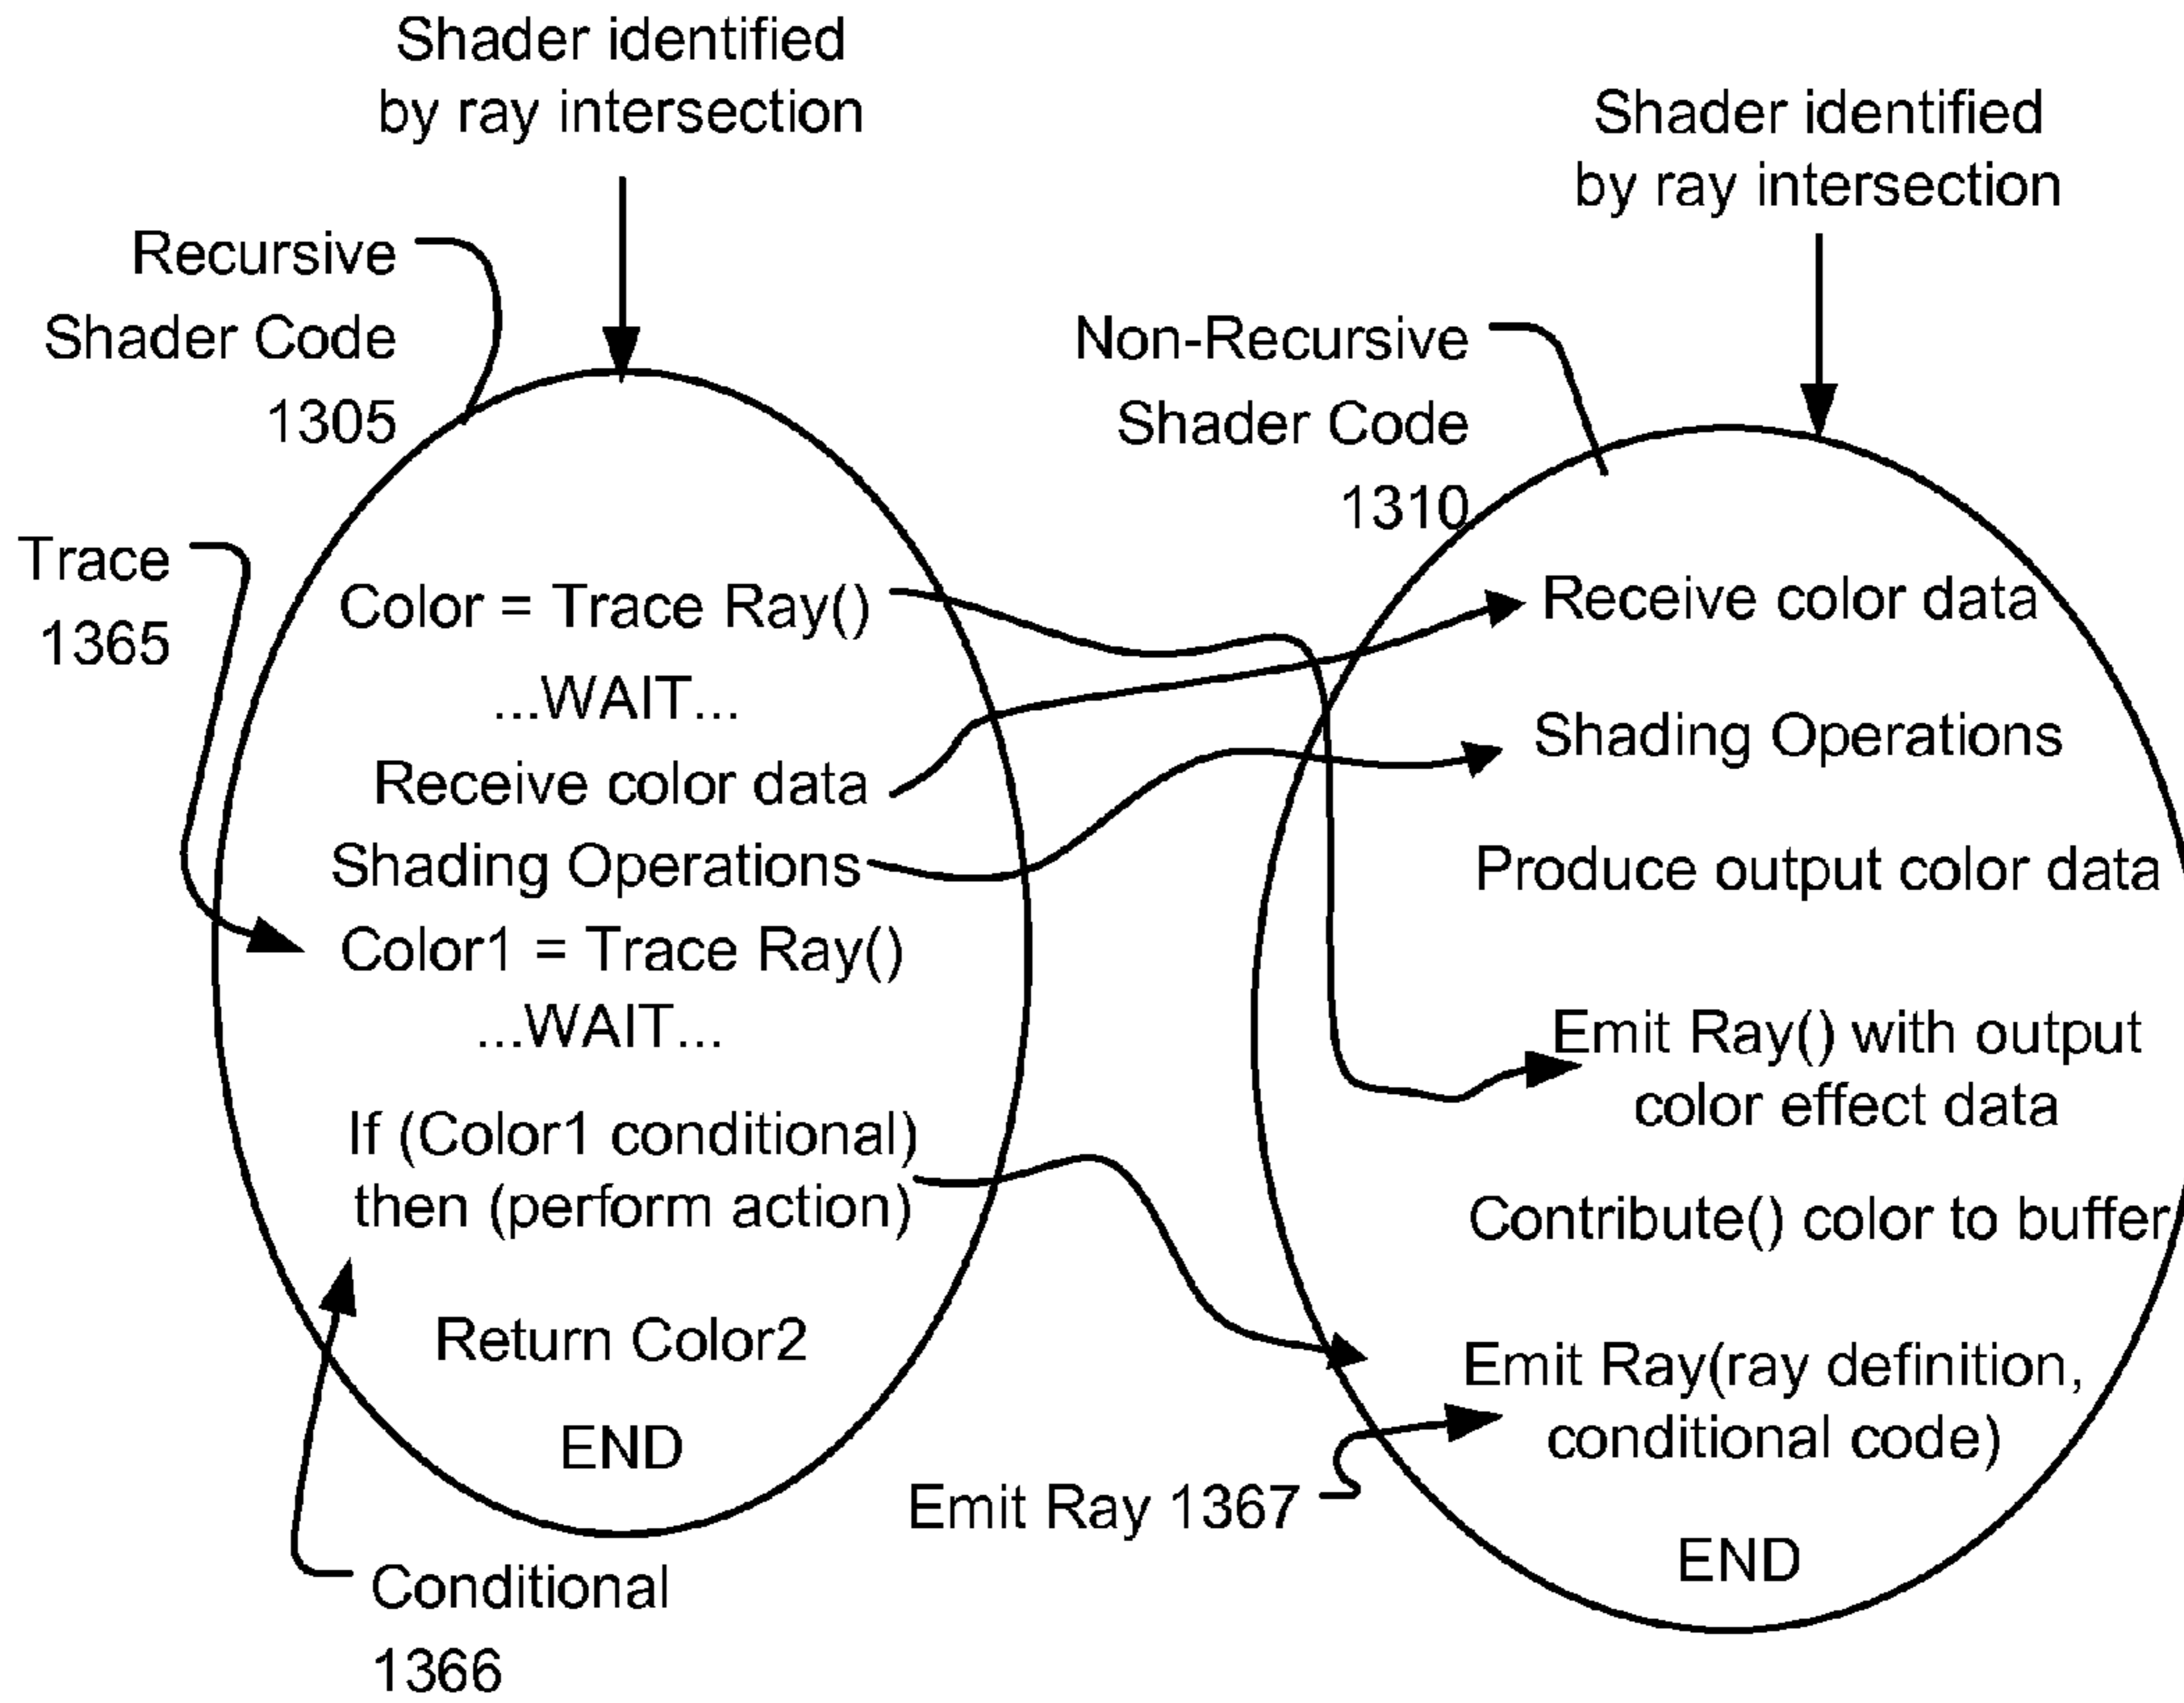 Shader identified
by ray intersection
Shader identified
by ray intersection
Recursive
Shader Code
1305
Non-Recursive
Shader Code
1310
Trace
1365
Color = Trace Ray()
...WAIT...
Receive color data
Shading Operations
Color1 = Trace Ray()
...WAIT...
If (Color1 conditional)
then (perform action)
Return Color2
END
Conditional
1366
Receive color data
Shading Operations
Produce output color data
Emit Ray() with output
color effect data
Contribute() color to buffer
Emit Ray(ray definition,
conditional code)
Emit Ray 1367
END